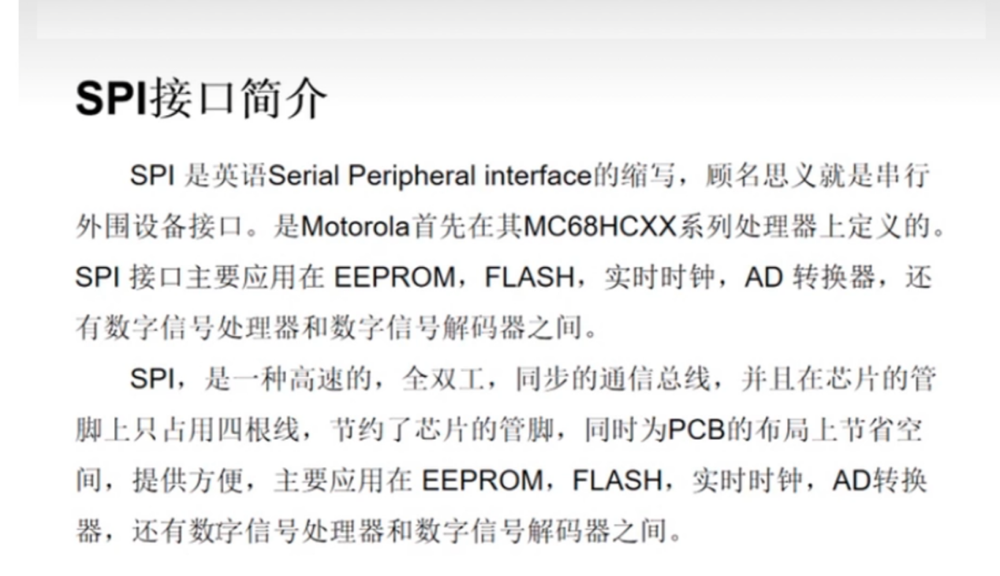 SPI接口简介
SPI 是英语Serial Peripheral interface的缩写，顾名思义就是串行
外围设备接口。是Motorola首先在其MC68HCXX系列处理器上定义的。
SPI 接口主要应用在 EEPROM，FLASH，实时时钟，AD 转换器，还
有数字信号处理器和数字信号解码器之间。
SPI，是一种高速的，全双工，同步的通信总线，并且在芯片的管
脚上只占用四根线，节约了芯片的管脚，同时为PCB的布局上节省空
间，提供方便，主要应用在 EEPROM，FLASH，实时时钟，AD转换
器，还有数字信号处理器和数字信号解码器之间。